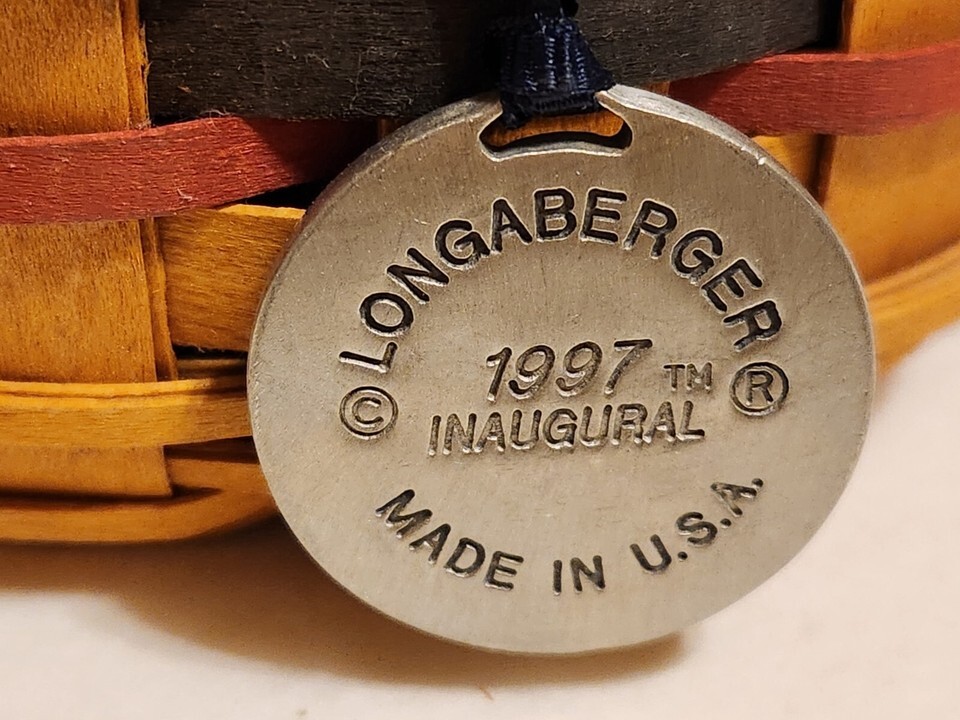 LONGABERGER
© 1997 TM ®
INAUGURAL
MADE IN U.S.A.